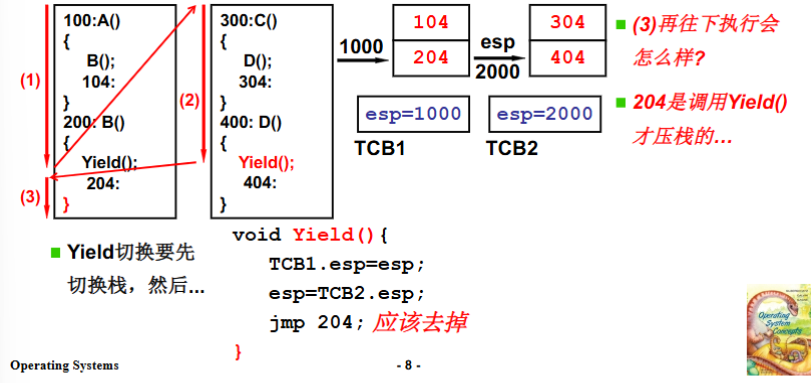 (1)
100:A()
{
B();
104:
}
200: B()
{
Yield();
204:
}
(3)
(2)
300:C()
{
D();
304:
}
400: D()
{
Yield();
404:
}
1000
104
204
esp
2000
304
404
esp=1000
TCB1
esp=2000
TCB2
(3)再往下执行会
怎么样?
204是调用Yield()
才压栈的...
Yield切换要先
切换栈，然后...
void Yield(){
TCB1.esp=esp;
esp=TCB2.esp;
jmp 204; 应该去掉
}
Operating
System
Concepts
Operating Systems
- 8 -